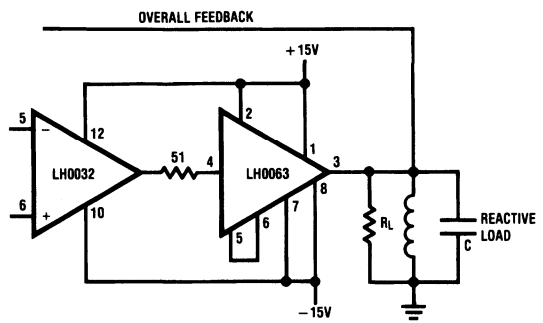 OVERALL FEEDBACK
+15V
5
−
12
LH0032
6
+
10
51
4
2
LH0063
1
3
8
7
6
5
RL
C
REACTIVE
LOAD
−15V